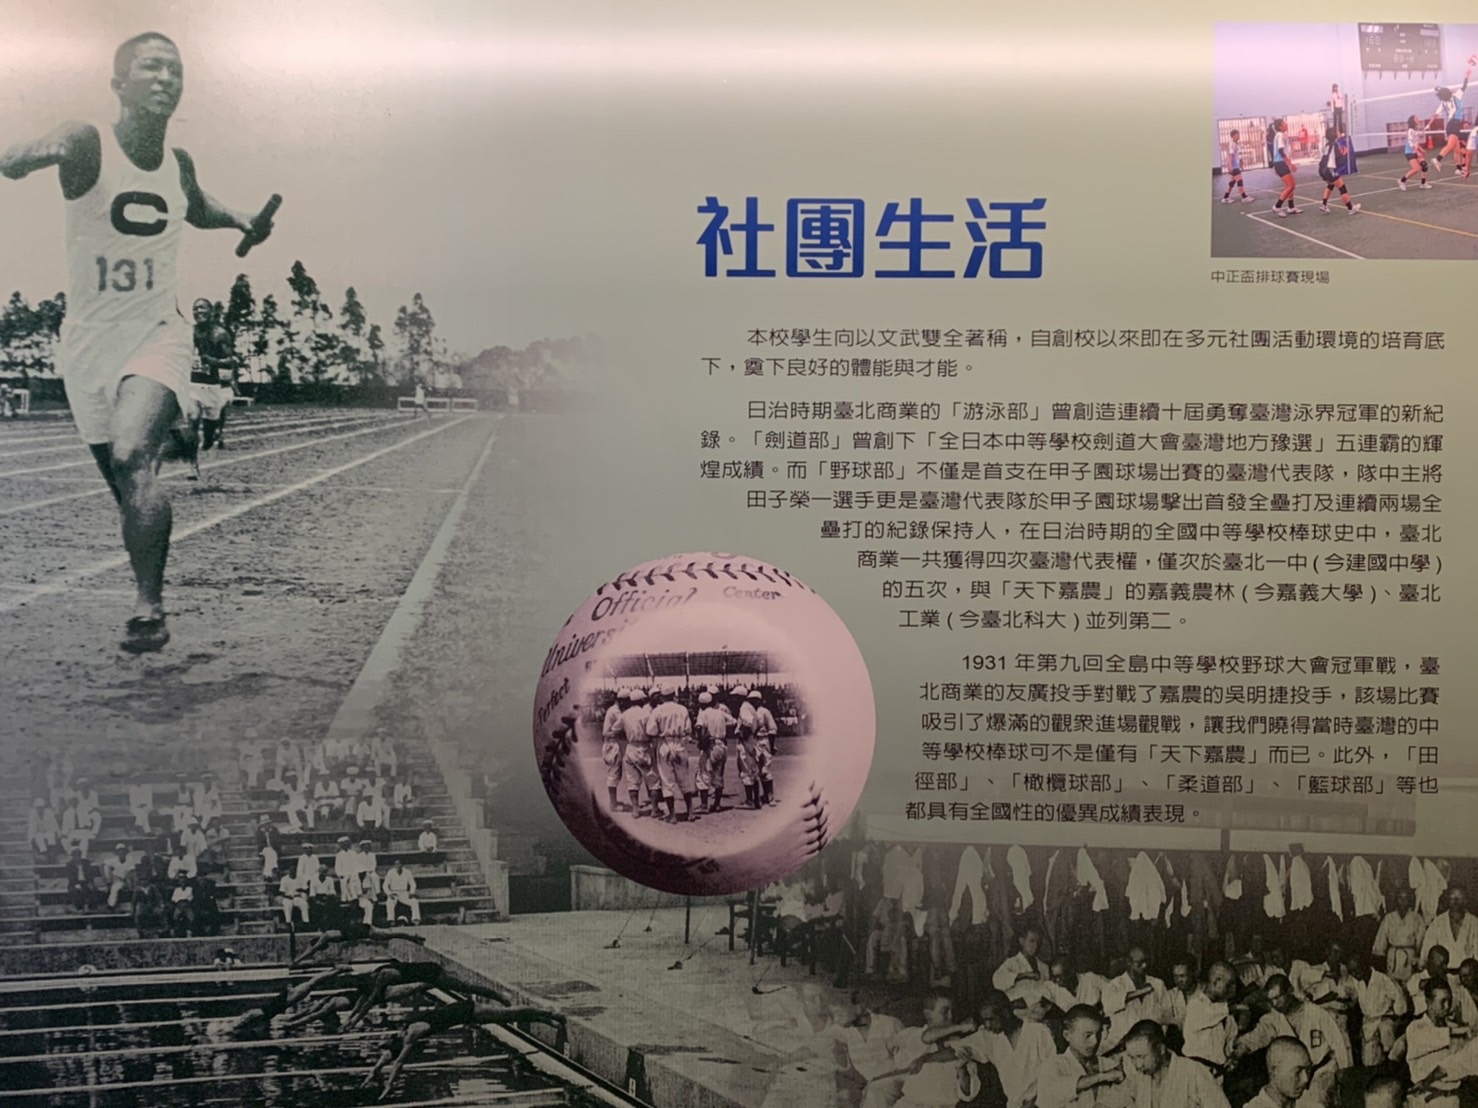 C
131
社團生活
中正盃排球賽現場
本校學生向以文武雙全著稱，自創校以來即在多元社團活動環境的培育底
下，奠下良好的體能與才能。
日治時期臺北商業的「游泳部」曾創造連續十屆勇奪臺灣泳界冠軍的新紀
錄。「劍道部」曾創下「全日本中等學校劍道大會臺灣地方豫選」五連霸的輝
煌成績。而「野球部」不僅是首支在甲子園球場出賽的臺灣代表隊，隊中主將
田子榮一選手更是臺灣代表隊於甲子園球場擊出首發全壘打及連續兩場全
壘打的紀錄保持人，在日治時期的全國中等學校棒球史中，臺北
商業一共獲得四次臺灣代表權，僅次於臺北一中(今建國中學)
的五次，與「天下嘉農」的嘉義農林(今嘉義大學)、臺北
工業(今臺北科大)並列第二。
1931年第九回全島中等學校野球大會冠軍戰，臺
北商業的友廣投手對戰了嘉農的吳明捷投手，該場比賽
吸引了爆滿的觀眾進場觀戰，讓我們曉得當時臺灣的中
等學校棒球可不是僅有「天下嘉農」而已。此外，「田
徑部」、「橄欖球部」、「柔道部」、「籃球部」等也
都具有全國性的優異成績表現。
Official
Center
Perfect